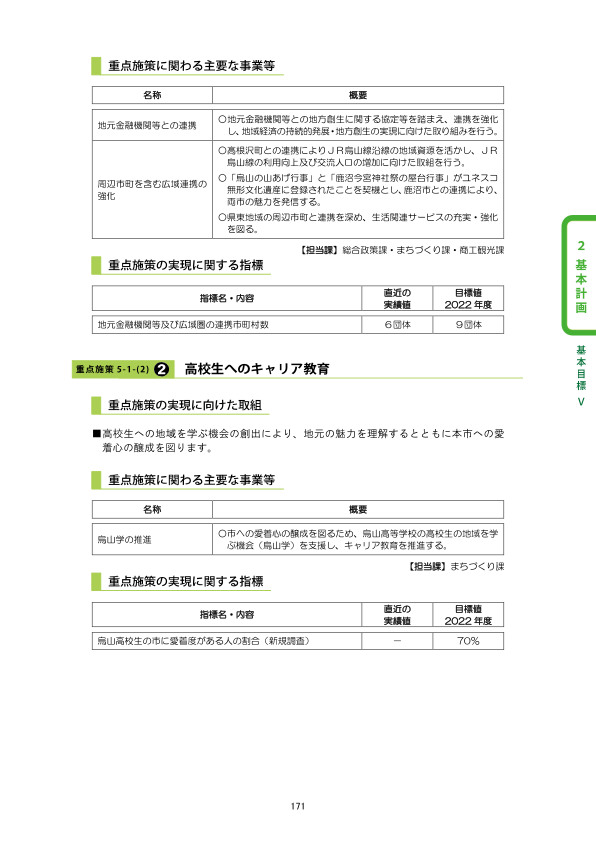 重点施策に関わる主要な事業等
名称 概要
地元金融機関等との連携
○地元金融機関等との地方創生に関する協定等を踏まえ、連携を強化
し、地域経済の持続的発展・地方創生の実現に向けた取り組みを行う。
周辺市町を含む広域連携の
強化
○高根沢町との連携によりＪＲ烏山線沿線の地域資源を活かし、ＪＲ
烏山線の利用向上及び交流人口の増加に向けた取組を行う。
○「烏山の山あげ行事」と「鹿沼今宮神社祭の屋台行事」がユネスコ
無形文化遺産に登録されたことを契機とし、鹿沼市との連携により、
両市の魅力を発信する。
○県東地域の周辺市町と連携を深め、生活関連サービスの充実・強化
を図る。
【担当課】総合政策課・まちづくり課・商工観光課
重点施策の実現に関する指標
指標名・内容 直近の
実績値 目標値
2022 年度
地元金融機関等及び広域圏の連携市町村数 ６団体 ９団体
重点施策 5-1-(2) ❷ 高校生へのキャリア教育
重点施策の実現に向けた取組
■高校生への地域を学ぶ機会の創出により、地元の魅力を理解するとともに本市への愛
着心の醸成を図ります。
重点施策に関わる主要な事業等
名称 概要
烏山学の推進
○市への愛着心の醸成を図るため、烏山高等学校の高校生の地域を学
ぶ機会（烏山学）を支援し、キャリア教育を推進する。
【担当課】まちづくり課
重点施策の実現に関する指標
指標名・内容 直近の
実績値 目標値
2022 年度
烏山高校生の市に愛着度がある人の割合（新規調査） － 70%
2
基本計画
基本目標
Ⅴ
171